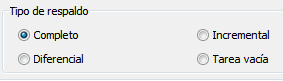 Tipo de respaldo
Completo
Incremental
Diferencial
Tarea vacía